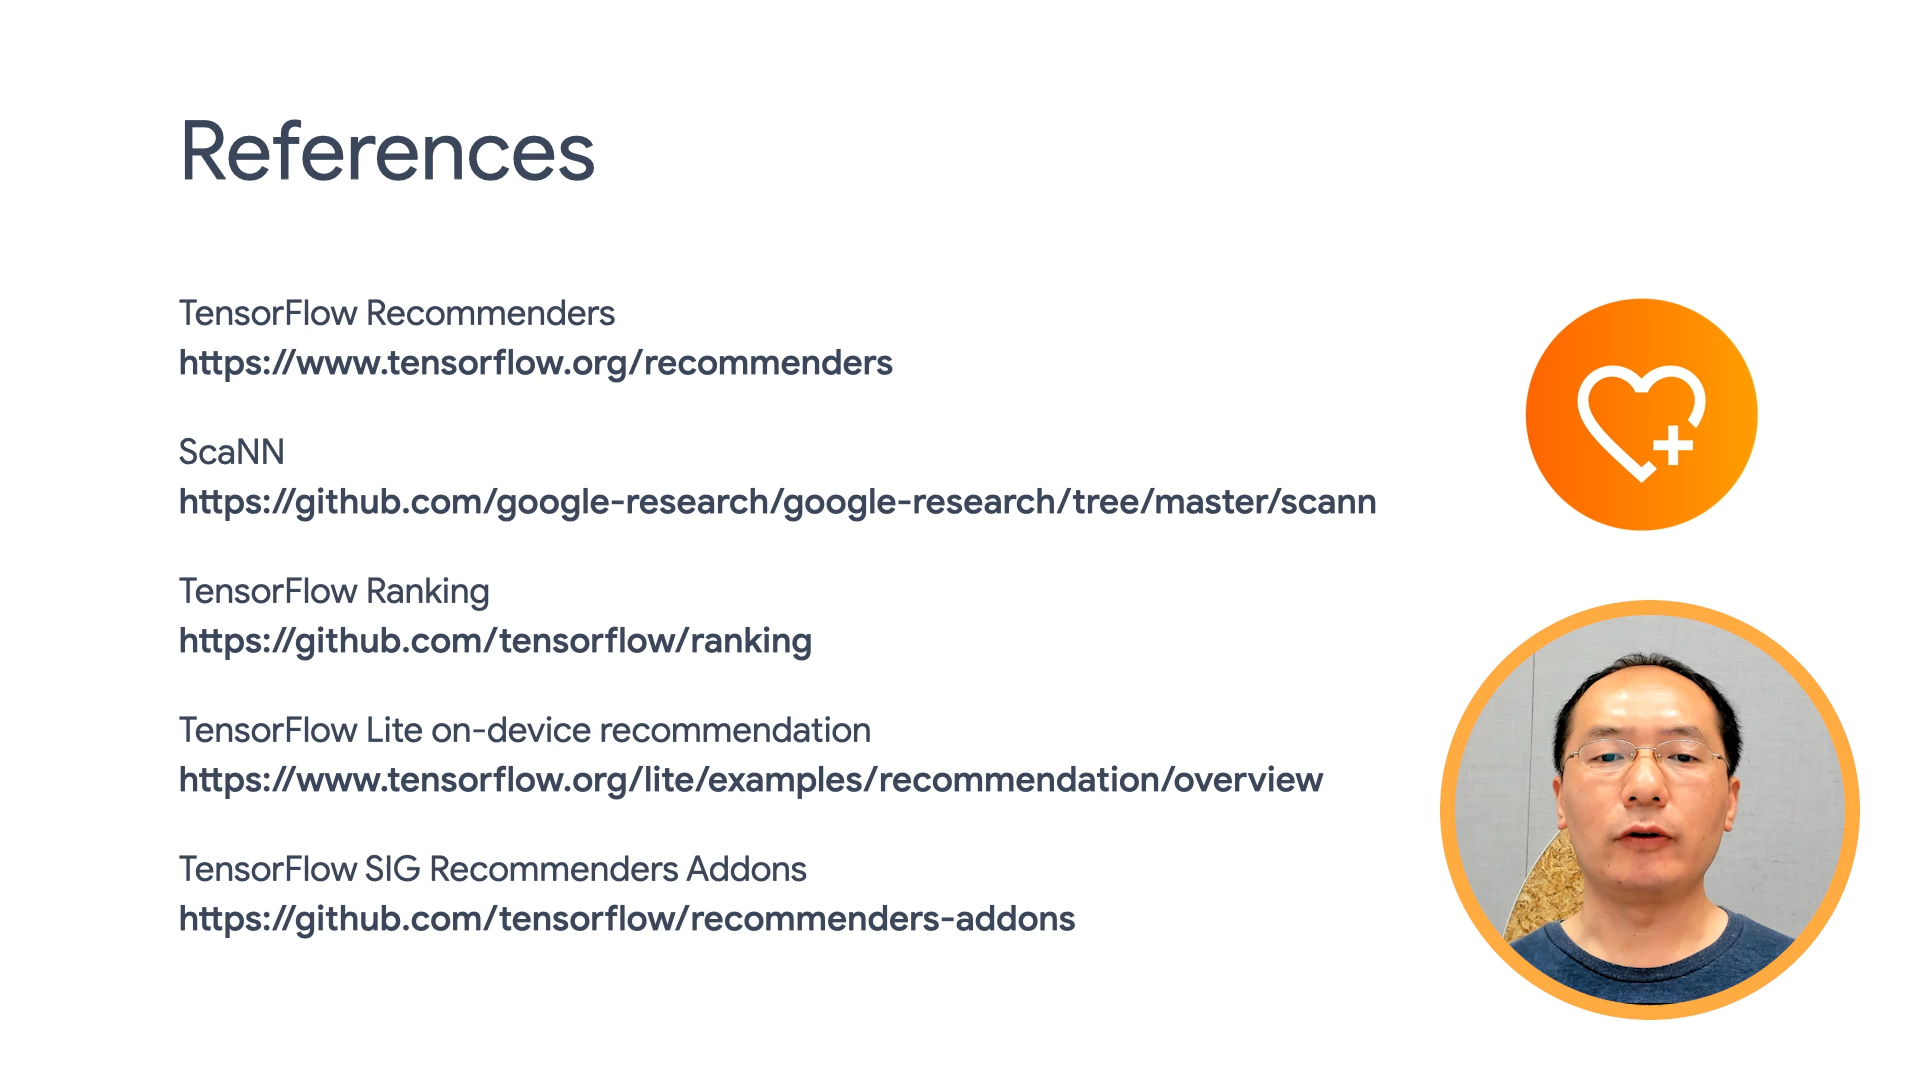 References
TensorFlow Recommenders
https://www.tensorflow.org/recommenders
ScaNN
https://github.com/google-research/google-research/tree/master/scann
TensorFlow Ranking
https://github.com/tensorflow/ranking
TensorFlow Lite on-device recommendation
https://www.tensorflow.org/lite/examples/recommendation/overview
TensorFlow SIG Recommenders Addons
https://github.com/tensorflow/recommenders-addons